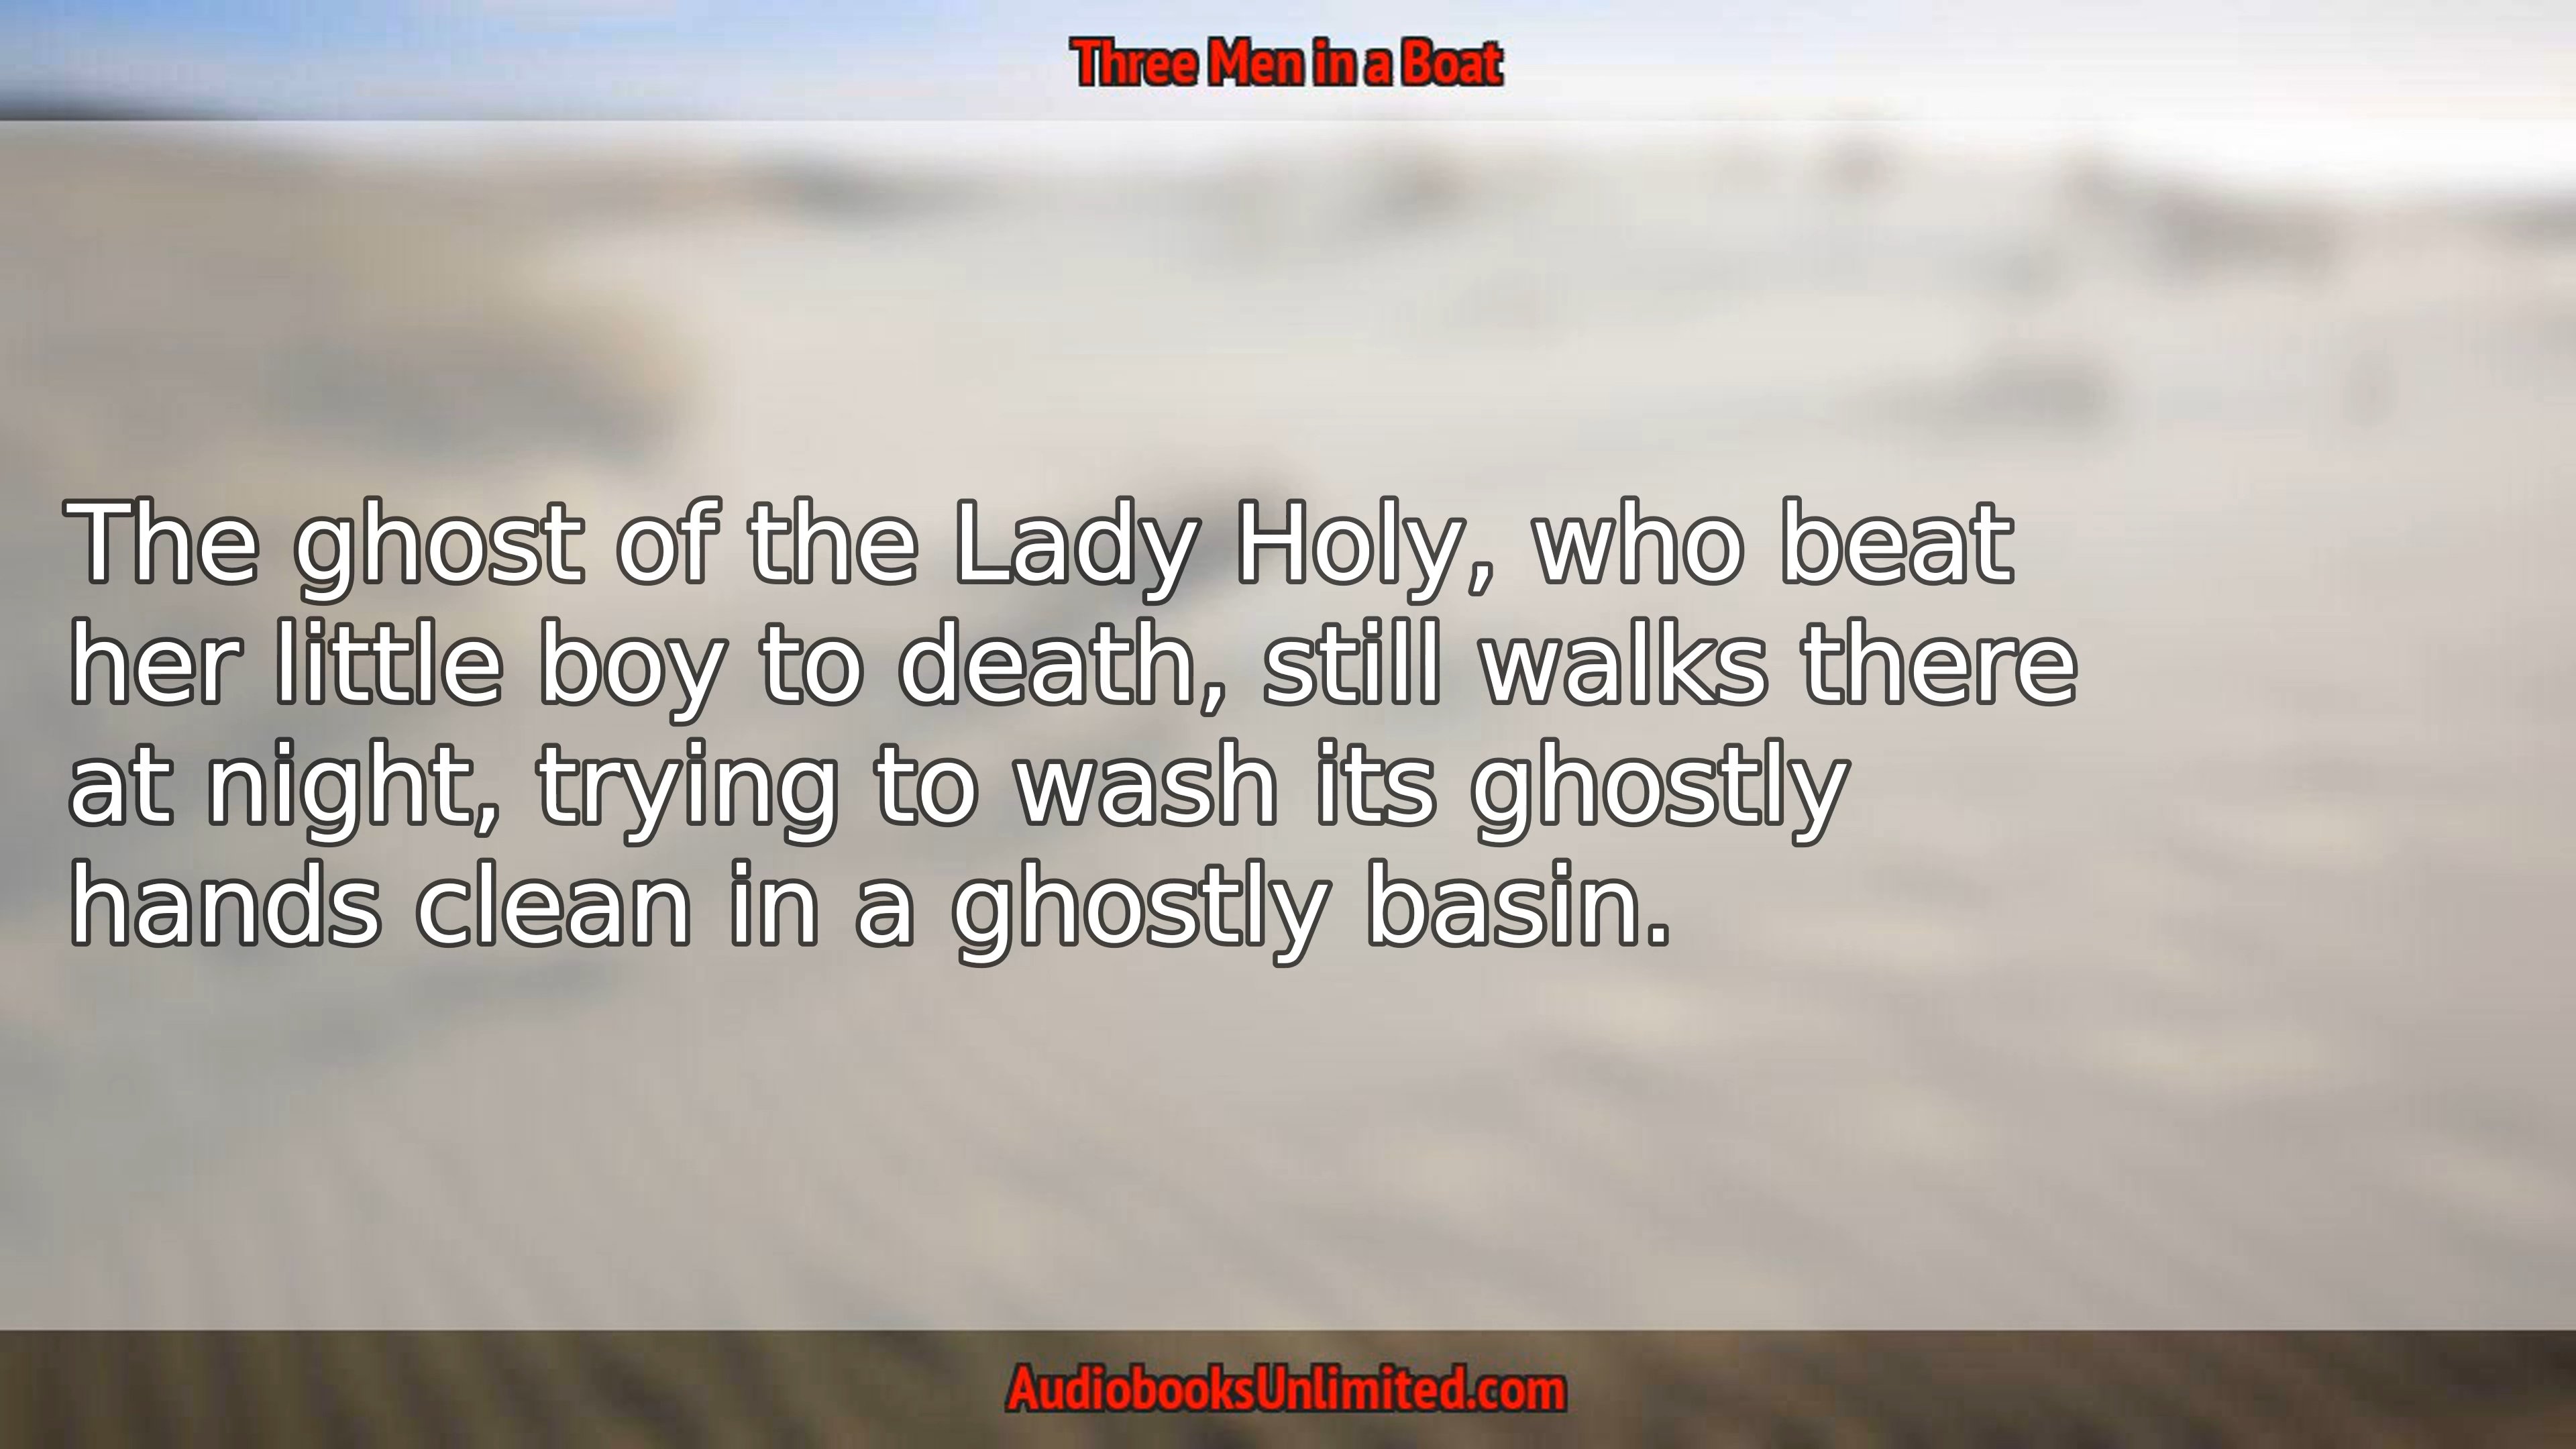 Three Men in a Boat
The ghost of the Lady Holy, who beat
her little boy to death, still walks there
at night, trying to wash its ghostly
hands clean in a ghostly basin.
AudiobooksUnlimited.com